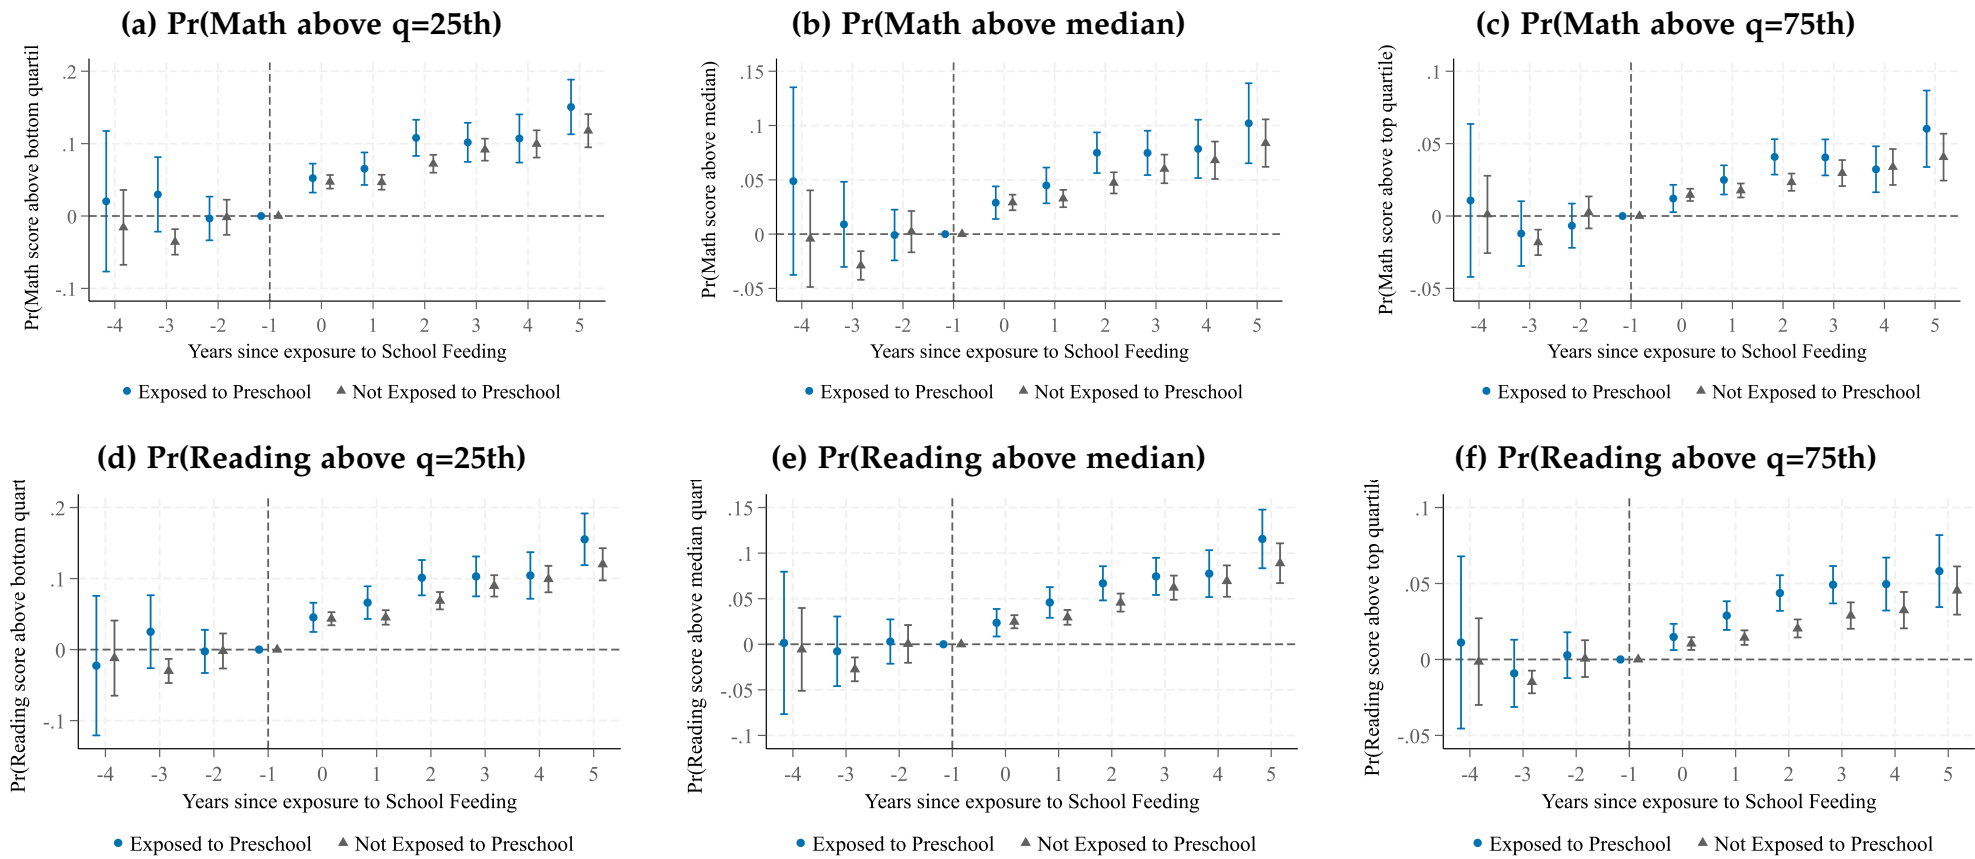 (a) Pr(Math above q=25th)
Pr(Math score above bottom quartil
.2
.1
0
-.1
-4 -3 -2 -1 0 1 2 3 4 5
Years since exposure to School Feeding
Exposed to Preschool Not Exposed to Preschool
(b) Pr(Math above median)
Pr(Math score above median)
.15
.1
.05
0
-.05
-4 -3 -2 -1 0 1 2 3 4 5
Years since exposure to School Feeding
Exposed to Preschool Not Exposed to Preschool
(c) Pr(Math above q=75th)
Pr(Math score above top quartile)
.1
.05
0
-.05
-4 -3 -2 -1 0 1 2 3 4 5
Years since exposure to School Feeding
Exposed to Preschool Not Exposed to Preschool
(d) Pr(Reading above q=25th)
Pr(Reading score above bottom quart
.2
.1
0
-.1
-4 -3 -2 -1 0 1 2 3 4 5
Years since exposure to School Feeding
Exposed to Preschool Not Exposed to Preschool
(e) Pr(Reading above median)
Pr(Reading score above median quart
.15
.1
.05
0
-.05
-.1
-4 -3 -2 -1 0 1 2 3 4 5
Years since exposure to School Feeding
Exposed to Preschool Not Exposed to Preschool
(f) Pr(Reading above q=75th)
Pr(Reading score above top quartile
.1
.05
0
-.05
-4 -3 -2 -1 0 1 2 3 4 5
Years since exposure to School Feeding
Exposed to Preschool Not Exposed to Preschool